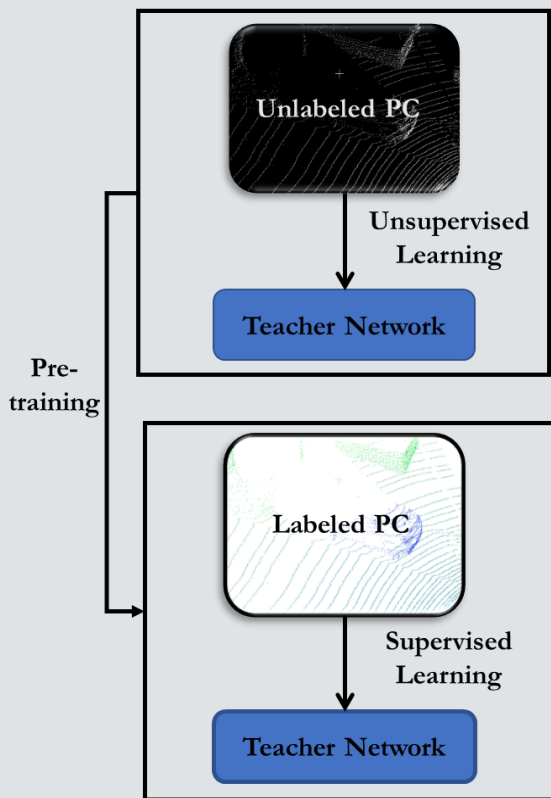 Unlabeled PC
Unsupervised
Learning
Teacher Network
Pre-
training
Labeled PC
Supervised
Learning
Teacher Network